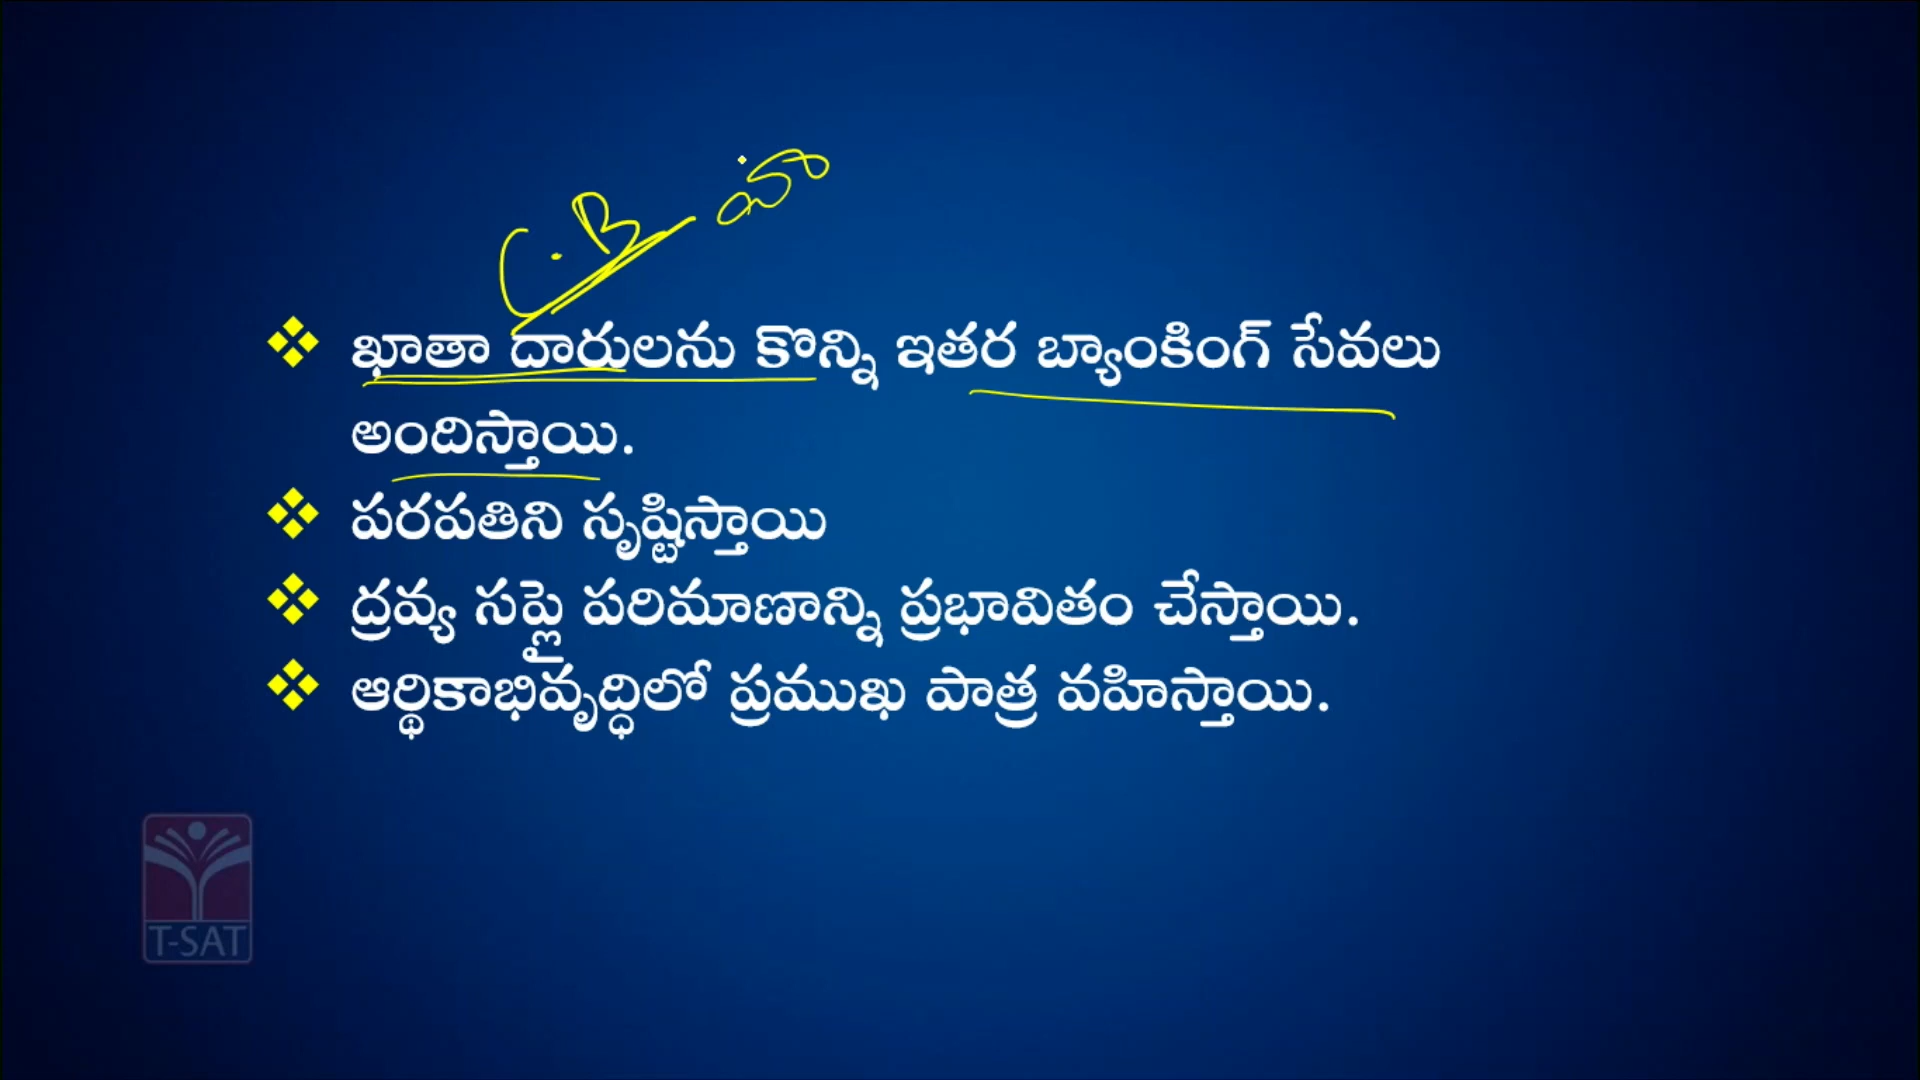 C.B
ఖాతా దారులను కొన్ని ఇతర బ్యాంకింగ్ సేవలు
అందిస్తాయి.
పరపతిని సృష్టిస్తాయి
ద్రవ్య సప్లై పరిమాణాన్ని ప్రభావితం చేస్తాయి.
ఆర్థికాభివృద్ధిలో ప్రముఖ పాత్ర వహిస్తాయి.
T-SAT